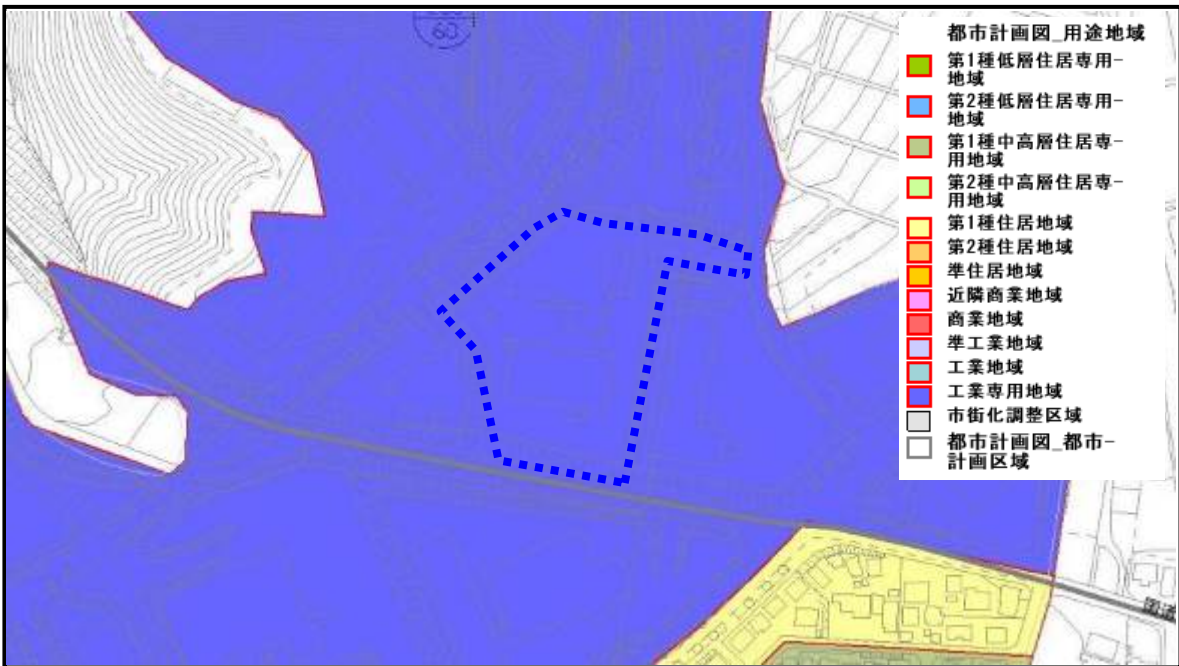 60
都市計画図_用途地域
第1種低層住居専用-
地域
第2種低層住居専用-
地域
第1種中高層住居専-
用地域
第2種中高層住居専-
用地域
第1種住居地域
第2種住居地域
準住居地域
近隣商業地域
商業地域
準工業地域
工業地域
工業専用地域
市街化調整区域
都市計画図_都市-
計画区域
国道